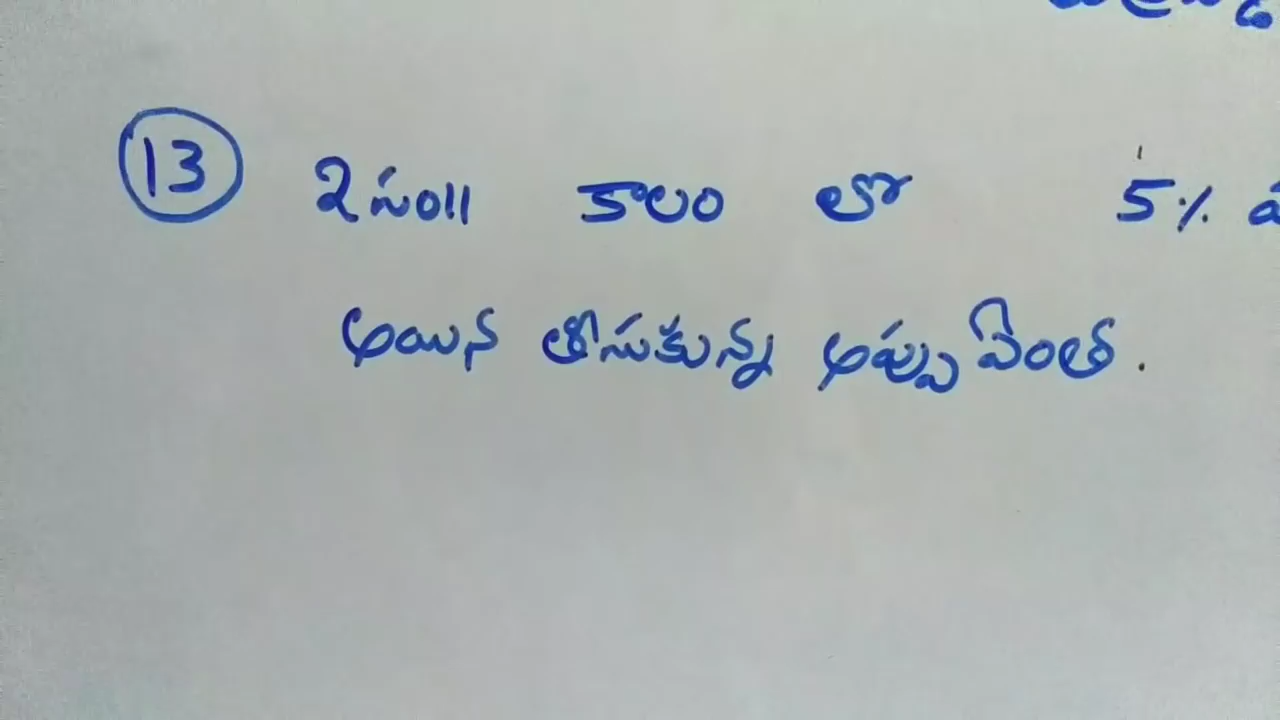 13 2సం॥ కాలం లో 5%
అయిన తీసుకున్న అప్పు ఏంత.